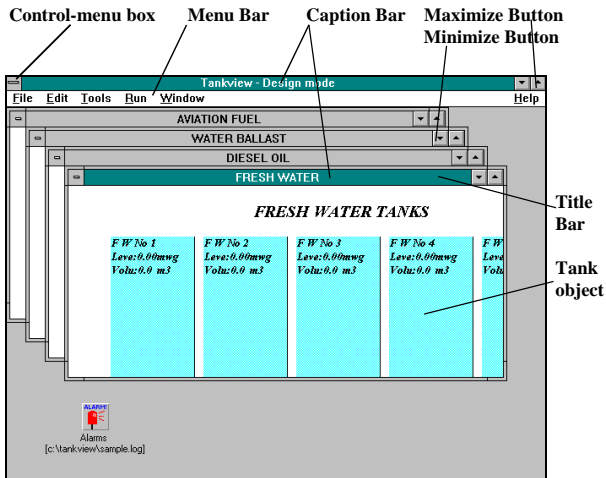 Control-menu box Menu Bar Caption Bar Maximize Button
Minimize Button
Tankview - Design mode
File Edit Tools Run Window Help
AVIATION FUEL
WATER BALLAST
DIESEL OIL
FRESH WATER
Title
Bar
FRESH WATER TANKS
F W No 1 F W No 2 F W No 3 F W No 4 F W
Leve:0.00mwg Leve:0.00mwg Leve:0.00mwg Leve:0.00mwg Leve
Volu:0.0 m3 Volu:0.0 m3 Volu:0.0 m3 Volu:0.0 m3 Volu
Tank
object
ALARM!
Alarms
[c:\tankview\sample.log]